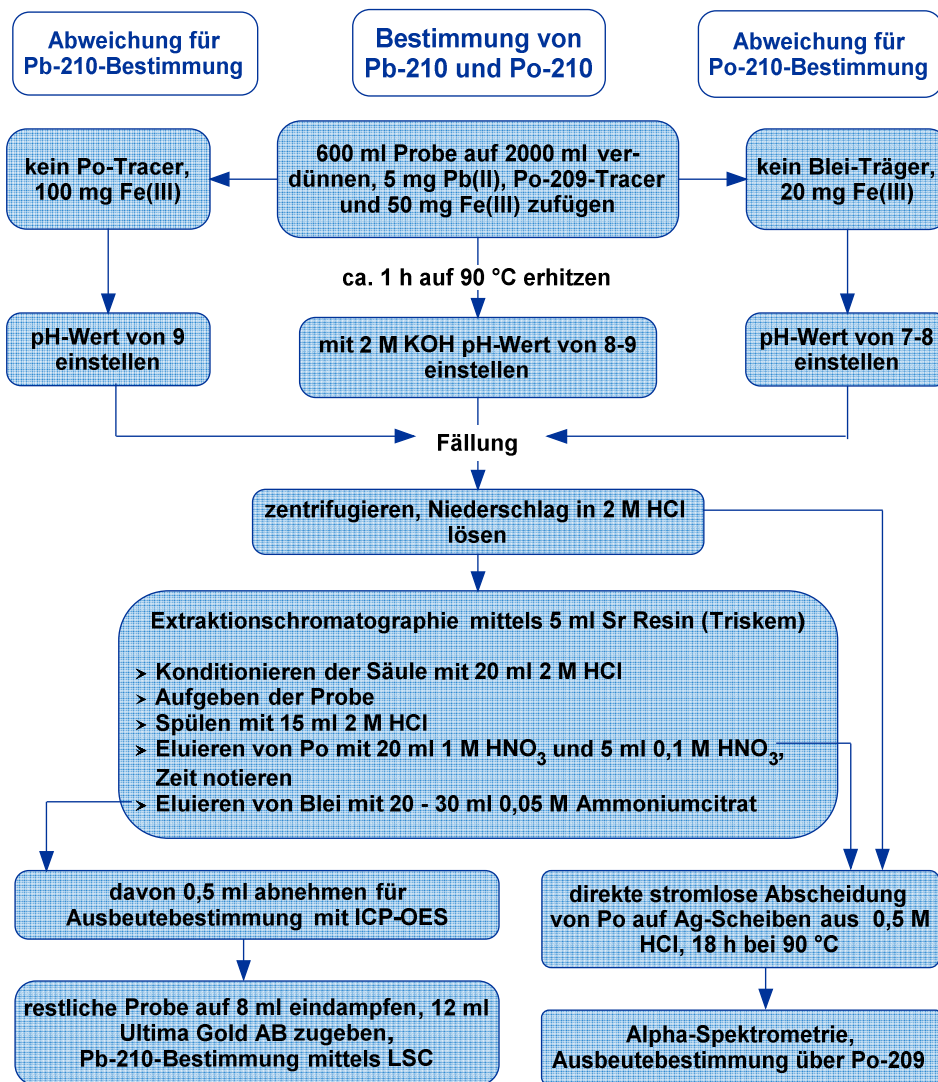 Abweichung für
Pb-210-Bestimmung
Bestimmung von
Pb-210 und Po-210
Abweichung für
Po-210-Bestimmung
kein Po-Tracer,
100 mg Fe(III)
600 ml Probe auf 2000 ml ver-
dünnen, 5 mg Pb(II), Po-209-Tracer
und 50 mg Fe(III) zufügen
kein Blei-Träger,
20 mg Fe(III)
ca. 1 h auf 90 °C erhitzen
pH-Wert von 9
einstellen
mit 2 M KOH pH-Wert von 8-9
einstellen
pH-Wert von 7-8
einstellen
Fällung
zentrifugieren, Niederschlag in 2 M HCl
lösen
Extraktionschromatographie mittels 5 ml Sr Resin (Triskem)
➤ Konditionieren der Säule mit 20 ml 2 M HCl
➤ Aufgeben der Probe
➤ Spülen mit 15 ml 2 M HCl
➤ Eluieren von Po mit 20 ml 1 M HNO₃ und 5 ml 0,1 M HNO₃,
Zeit notieren
➤ Eluieren von Blei mit 20 - 30 ml 0,05 M Ammoniumcitrat
davon 0,5 ml abnehmen für
Ausbeutebestimmung mit ICP-OES
direkte stromlose Abscheidung
von Po auf Ag-Scheiben aus 0,5 M
HCl, 18 h bei 90 °C
restliche Probe auf 8 ml eindampfen, 12 ml
Ultima Gold AB zugeben,
Pb-210-Bestimmung mittels LSC
Alpha-Spektrometrie,
Ausbeutebestimmung über Po-209